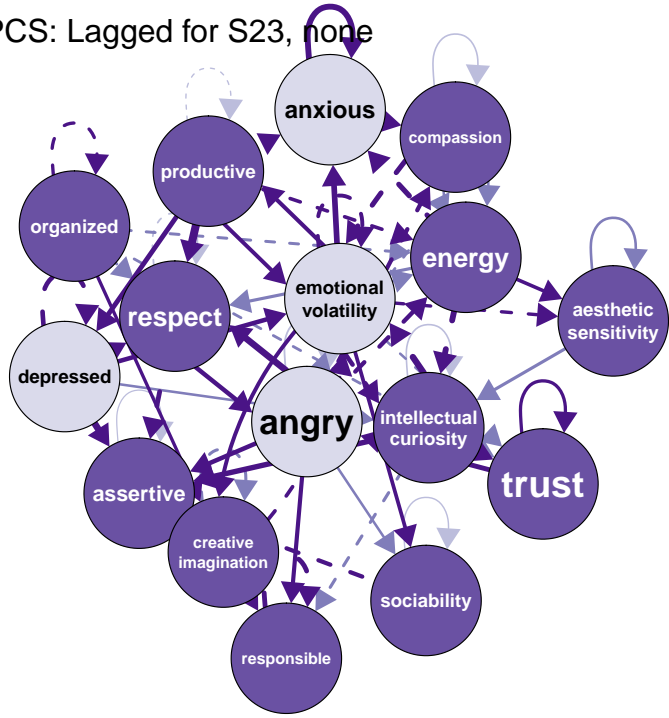 PCS: Lagged for S23, none
anxious
compassion
productive
organized
energy
emotional
volatility
aesthetic
sensitivity
respect
depressed
angry
intellectual
curiosity
trust
assertive
creative
imagination
sociability
responsible